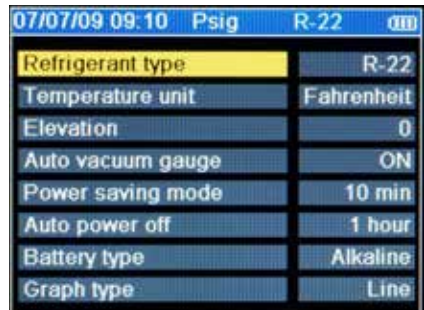 07/07/09 09:10 Psig R-22
Refrigerant type R-22
Temperature unit Fahrenheit
Elevation 0
Auto vacuum gauge ON
Power saving mode 10 min
Auto power off 1 hour
Battery type Alkaline
Graph type Line